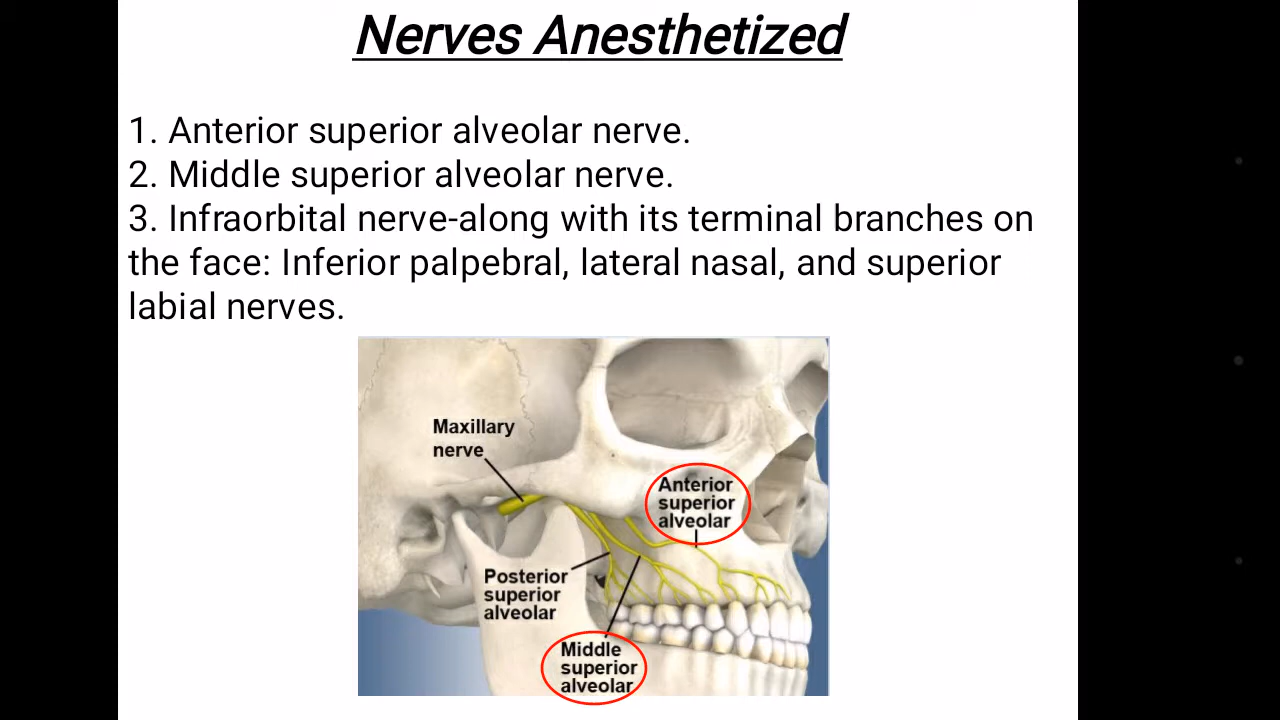 Nerves Anesthetized
1. Anterior superior alveolar nerve.
2. Middle superior alveolar nerve.
3. Infraorbital nerve-along with its terminal branches on
the face: Inferior palpebral, lateral nasal, and superior
labial nerves.
Maxillary
nerve
Anterior
superior
alveolar
Posterior
superior
alveolar
Middle
superior
alveolar